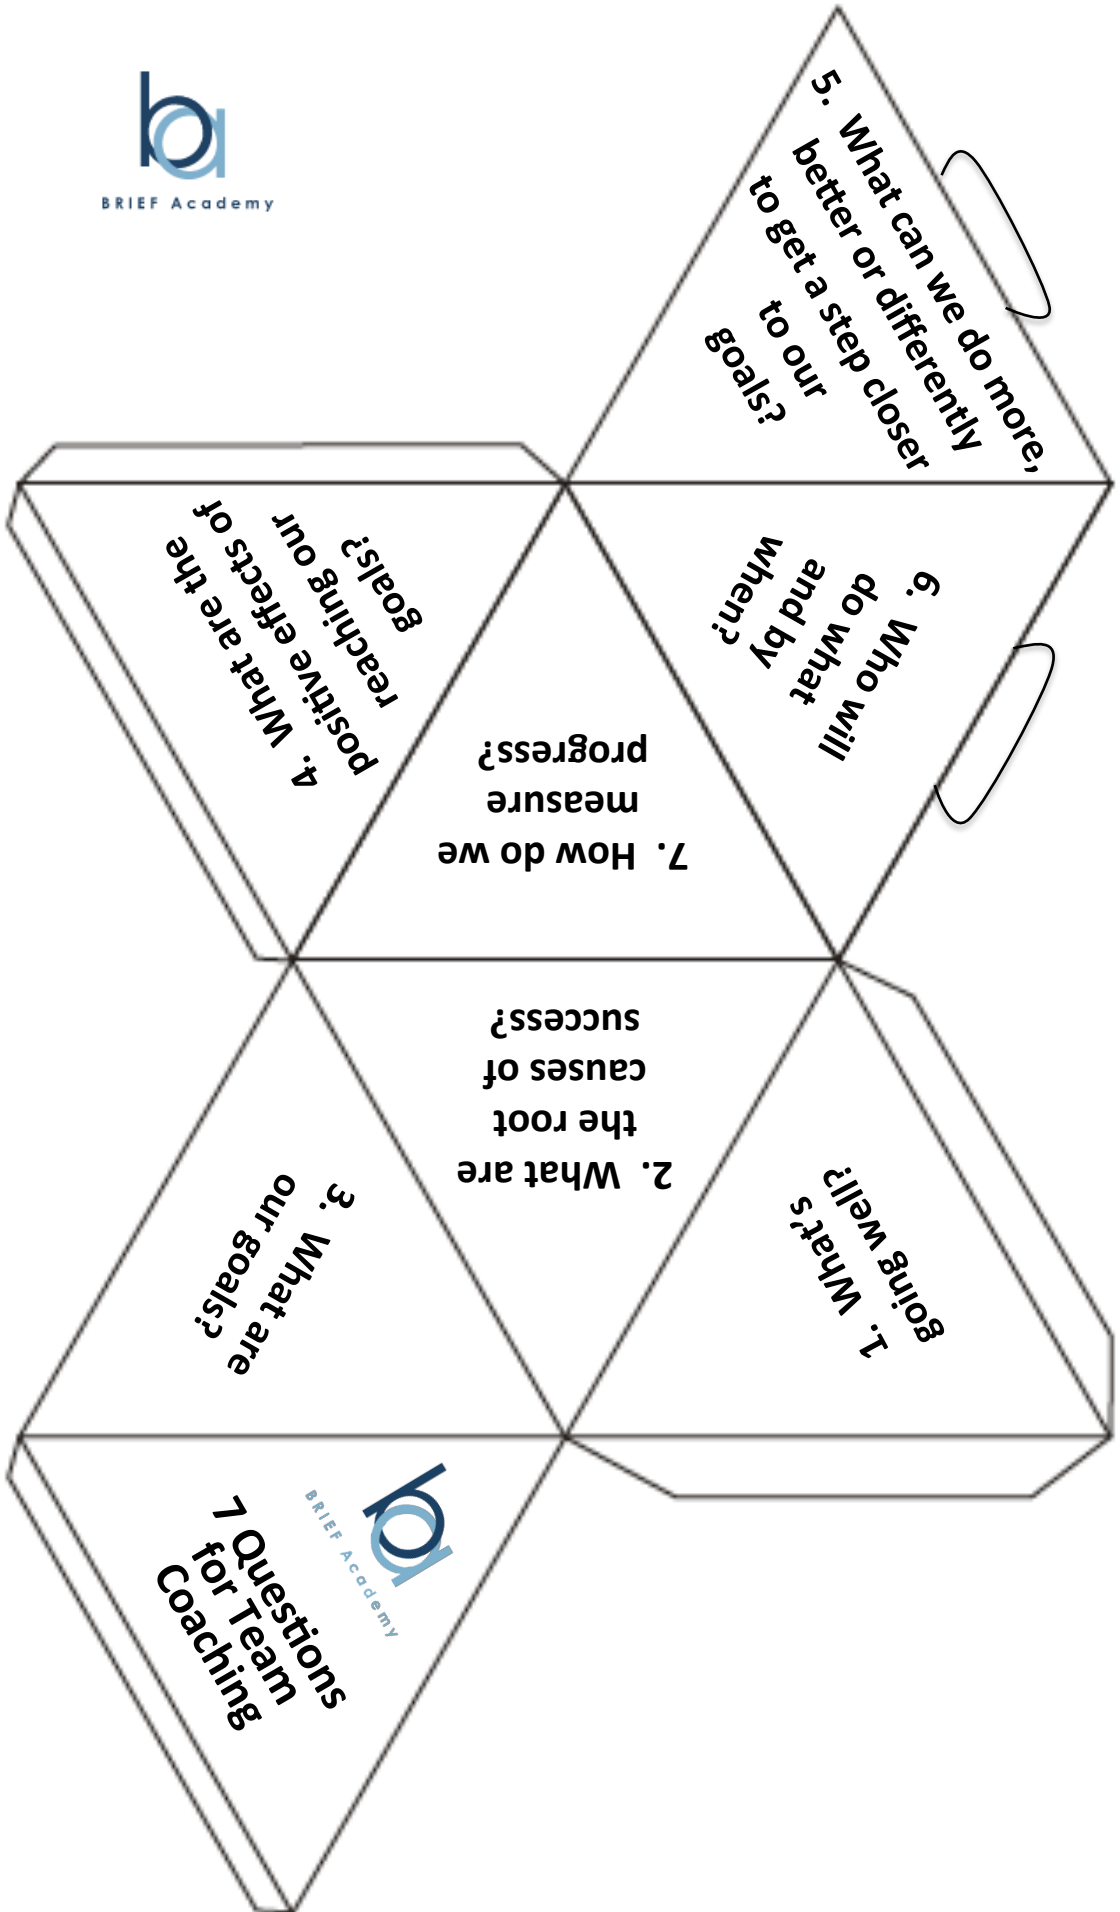 BRIEF Academy
5. What can we do more,
better or differently
to get a step closer
to our
goals?
4. What are the
positive effects of
reaching our
goals?
6. Who will
do what
and by
when?
7. How do we
measure
progress?
2. What are
the root
causes of
success?
3. What are
our goals?
1. What's
going well?
BRIEF Academy
7 Questions
for Team
Coaching